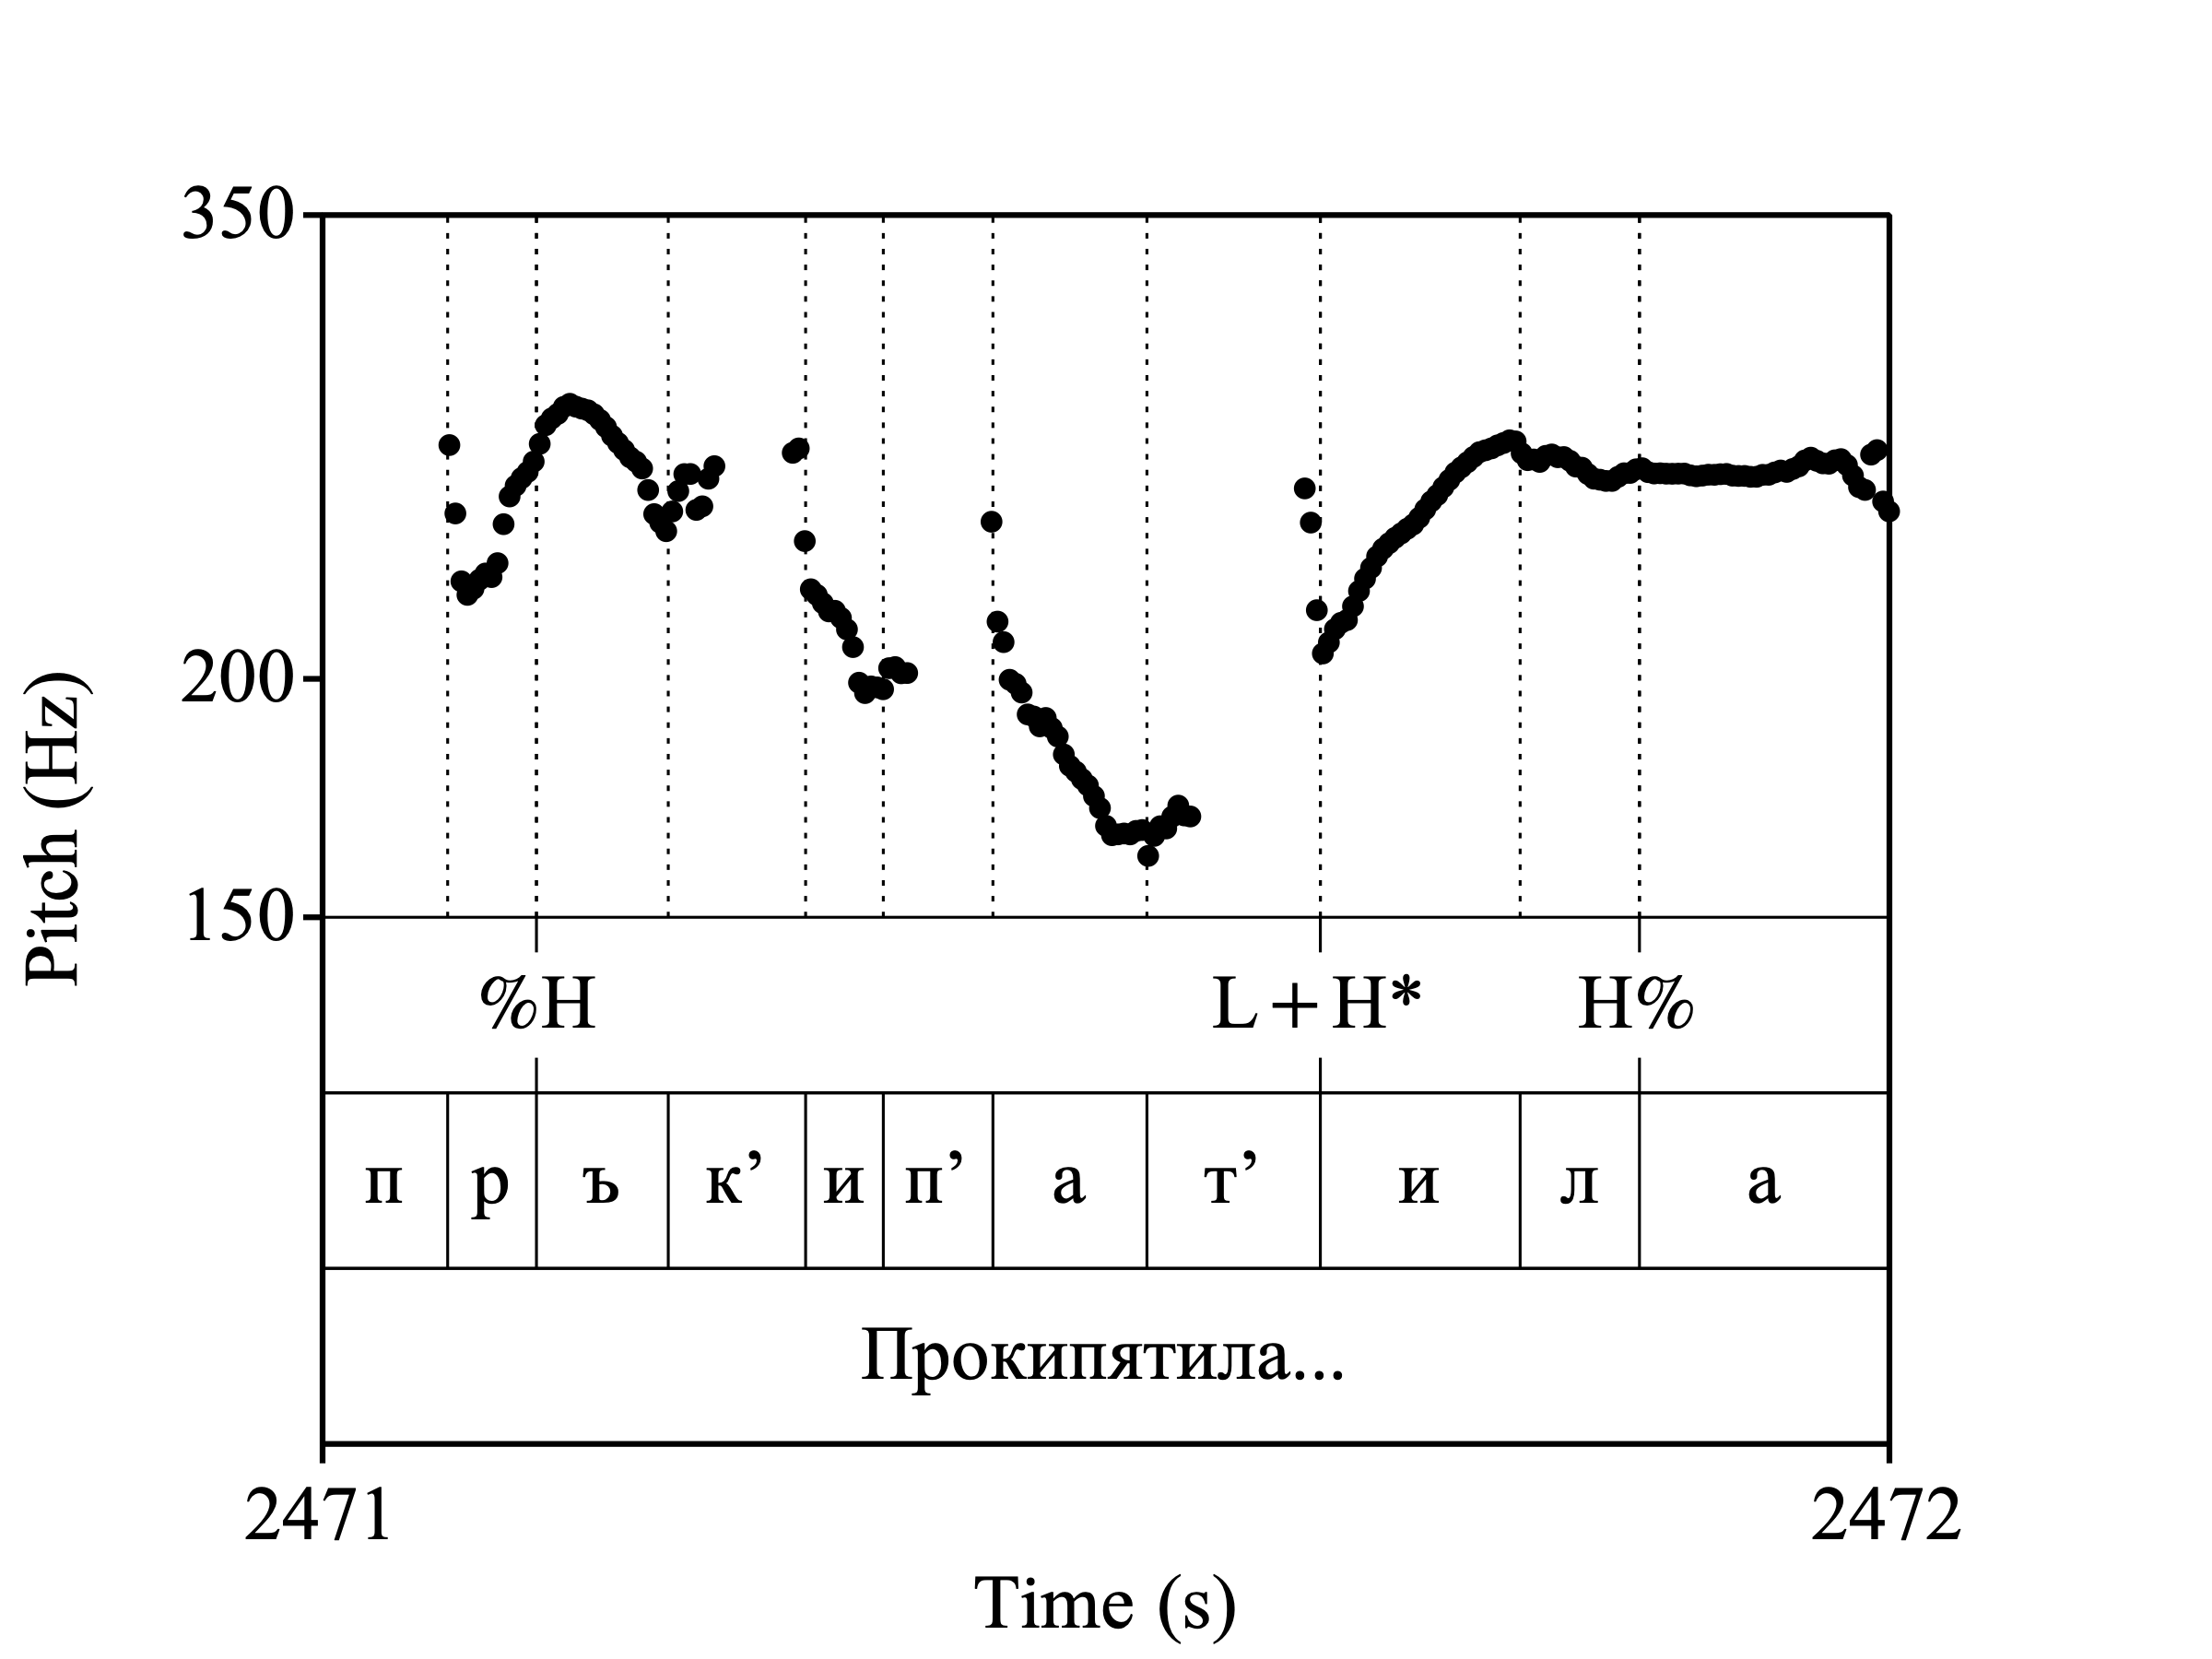 350
200
150
Pitch (Hz)
%H L+H* H%
п р ъ к’ и п’ а т’ и л а
Прокипятила...
2471 2472
Time (s)